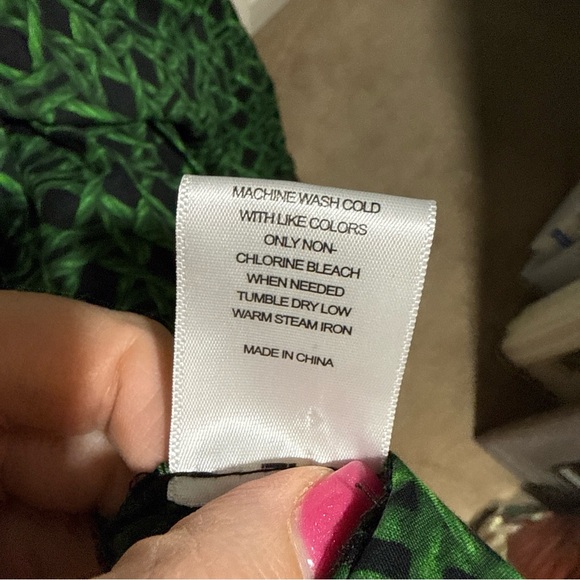 MACHINE WASH COLD
WITH LIKE COLORS
ONLY NON-
CHLORINE BLEACH
WHEN NEEDED
TUMBLE DRY LOW
WARM STEAM IRON
MADE IN CHINA